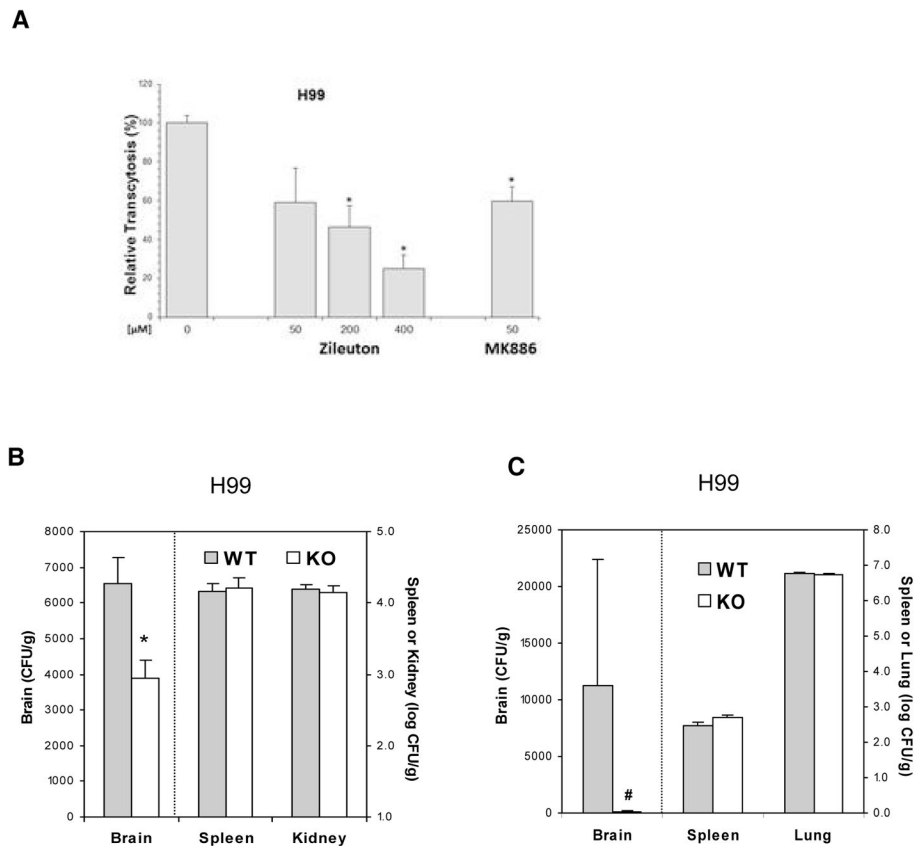 A
H99
Relative Transcytosis (%)
120
100
80
60
40
20
0
*
*
*
[µM]
0
50
200
400
50
Zileuton
MK886
B
H99
Brain (CFU/g)
8000
7000
6000
5000
4000
3000
2000
1000
0
WT
KO
*
5.0
4.0
3.0
2.0
1.0
Spleen or Kidney (log CFU/g)
Brain
Spleen
Kidney
C
H99
Brain (CFU/g)
25000
20000
15000
10000
5000
0
WT
KO
#
8.0
7.0
6.0
5.0
4.0
3.0
2.0
1.0
0.0
Spleen or Lung (log CFU/g)
Brain
Spleen
Lung